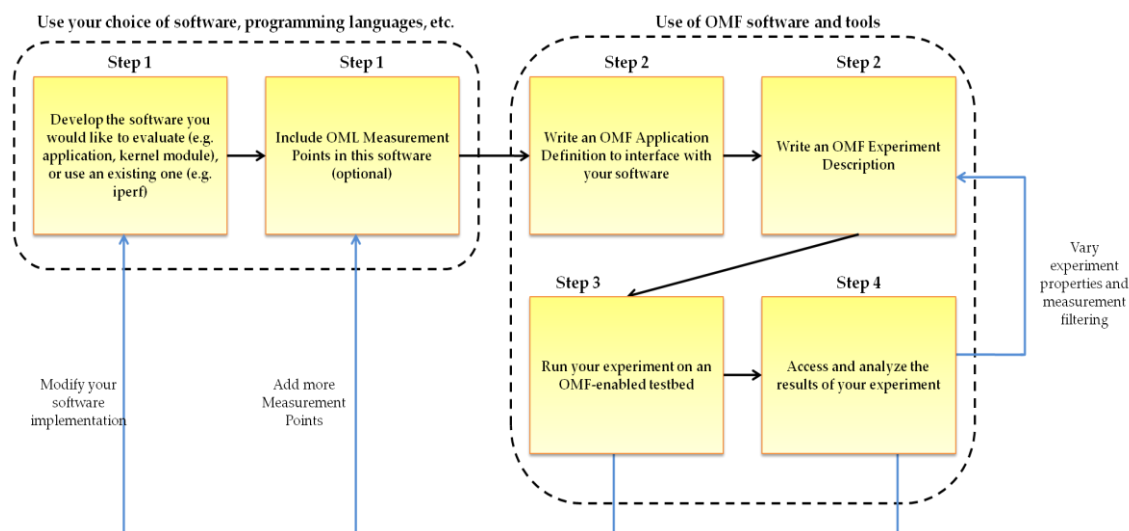 Use your choice of software, programming languages, etc.
Use of OMF software and tools
Step 1
Develop the software you
would like to evaluate (e.g.
application, kernel module),
or use an existing one (e.g.
iperf)
Step 1
Include OML Measurement
Points in this software
(optional)
Step 2
Write an OMF Application
Definition to interface with
your software
Step 2
Write an OMF Experiment
Description
Step 3
Run your experiment on an
OMF-enabled testbed
Step 4
Access and analyze the
results of your experiment
Vary
experiment
properties and
measurement
filtering
Modify your
software
implementation
Add more
Measurement
Points